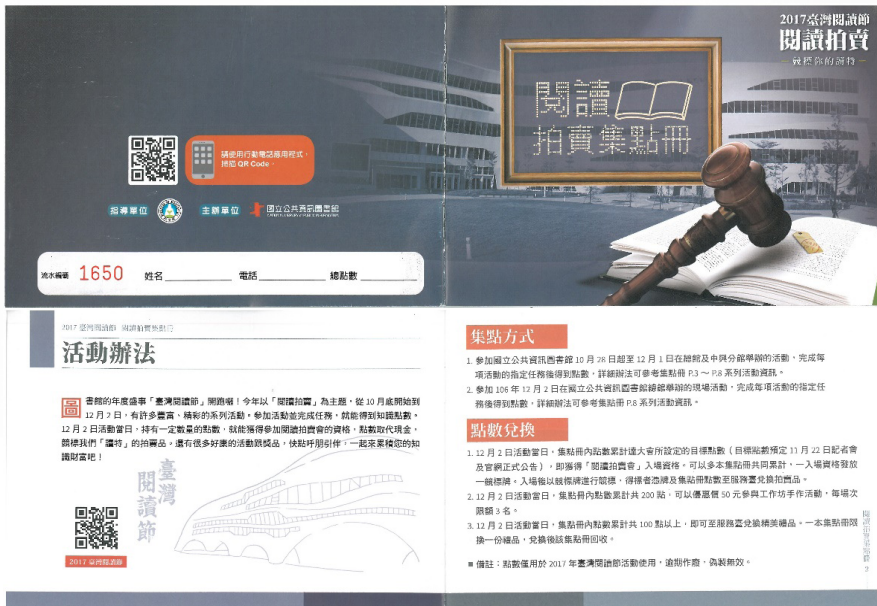 請使用行動電話應用程式，
掃描 QR Code。
指導單位
主辦單位
國立公共資訊圖書館
流水編號 1650 姓名 電話 總點數
2017臺灣閱讀節
閱讀拍賣
閱讀
拍賣集點冊
2017 臺灣閱讀節 閱讀拍賣集點冊
活動辦法
圖書館的年度盛事「臺灣閱讀節」開跑囉！今年以「閱讀拍賣」為主題，從 10 月底開始到
12 月 2 日，有許多豐富、精彩的系列活動。參加活動並完成任務，就能得到知識點數。
12 月 2 日活動當日，持有一定數量的點數，就能獲得參加閱讀拍賣會的資格，點數取代現金，
競標我們「讀特」的拍賣品。還有很多好康的活動跟獎品，快點呼朋引伴，一起來累積您的知
識財富吧！
臺灣
閱讀節
2017 臺灣閱讀節
集點方式
1. 參加國立公共資訊圖書館 10 月 28 日起至 12 月 1 日在總館及中興分館舉辦的活動，完成每
項活動的指定任務後得到點數，詳細辦法可參考集點冊 P.3 ～ P.8 系列活動資訊。
2. 參加 106 年 12 月 2 日在國立公共資訊圖書館總館舉辦的現場活動，完成每項活動的指定任
務後得到點數，詳細辦法可參考集點冊 P.8 系列活動資訊。
點數兌換
1. 12 月 2 日活動當日，集點冊內點數累計達大會所設定的目標點數（目標點數預定 11 月 22 日記者會
及官網正式公告），即獲得「閱讀拍賣會」入場資格。可以多本集點冊共同累計，一入場資格發放
一競標牌。入場後以競標牌進行競標，得標者憑牌及集點冊點數至服務臺兌換拍賣品。
2. 12 月 2 日活動當日，集點冊內點數累計共 200 點，可以優惠價 50 元參與工作坊手作活動，每場次
限額 3 名。
3. 12 月 2 日活動當日，集點冊內點數累計共 100 點以上，即可至服務臺兌換精美禮品。一本集點冊限
換一份禮品，兌換後該集點冊回收。
■ 備註：點數僅用於 2017 年臺灣閱讀節活動使用，逾期作廢，偽製無效。